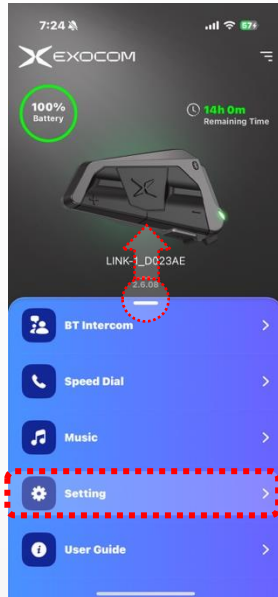 7:24
57
EXOCOM
100%
Battery
14h 0m
Remaining Time
LINK-1_D023AE
2.6.08
BT Intercom
Speed Dial
Music
Setting
User Guide